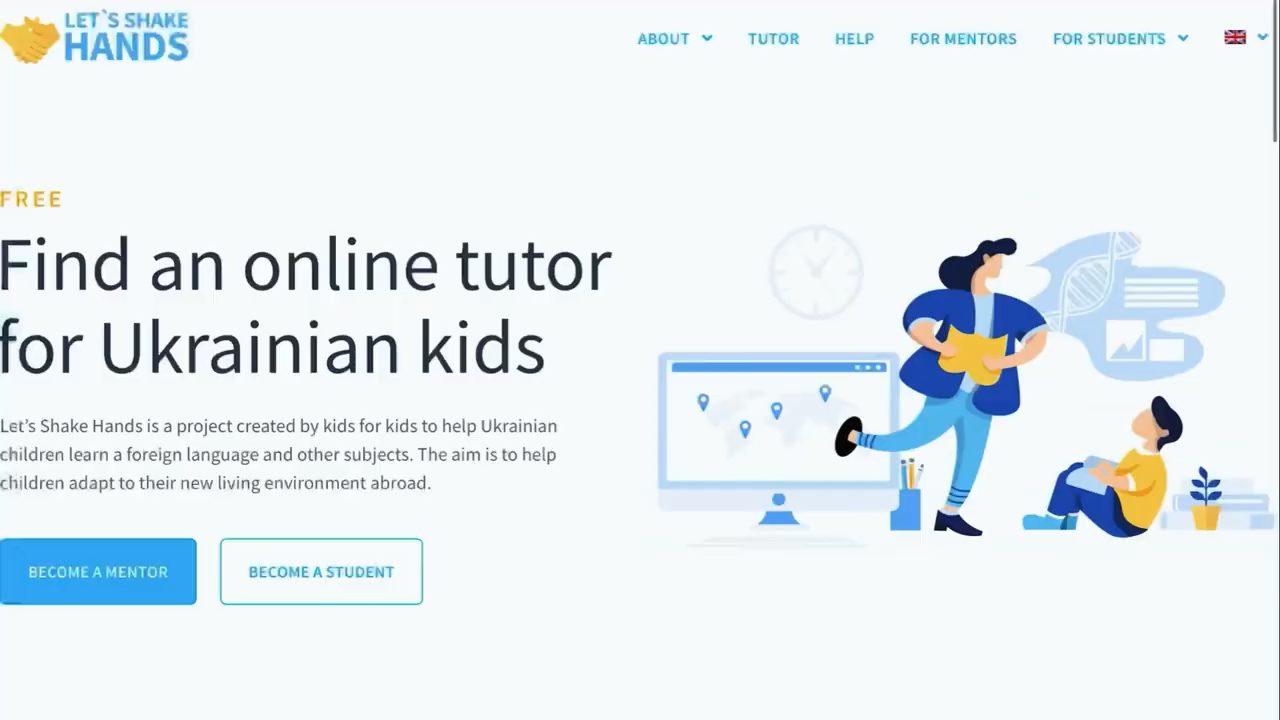 LET`S SHAKE
HANDS
ABOUT TUTOR HELP FOR MENTORS FOR STUDENTS
FREE
Find an online tutor
for Ukrainian kids
Let's Shake Hands is a project created by kids for kids to help Ukrainian
children learn a foreign language and other subjects. The aim is to help
children adapt to their new living environment abroad.
BECOME A MENTOR BECOME A STUDENT